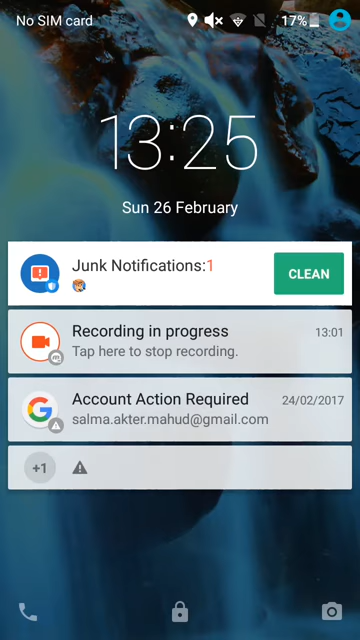 No SIM card
17%
13:25
Sun 26 February
Junk Notifications:1
CLEAN
Recording in progress
13:01
Tap here to stop recording.
Account Action Required
24/02/2017
salma.akter.mahud@gmail.com
+1